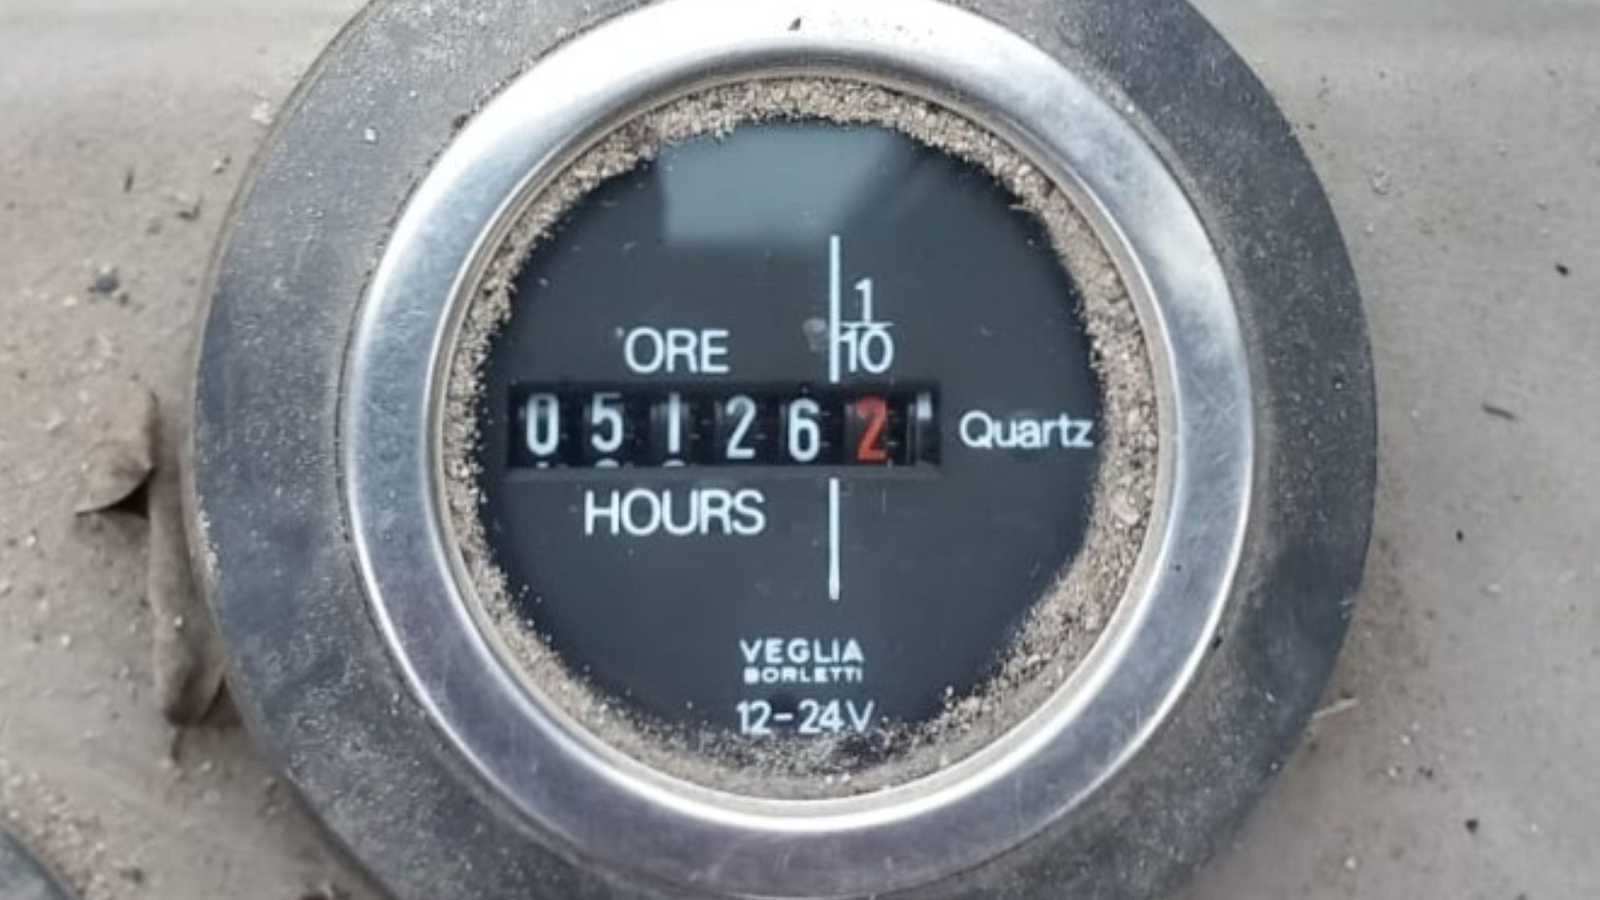 1
ORE 10
051262 Quartz
HOURS
VEGLIA
BORLETTI
12-24V